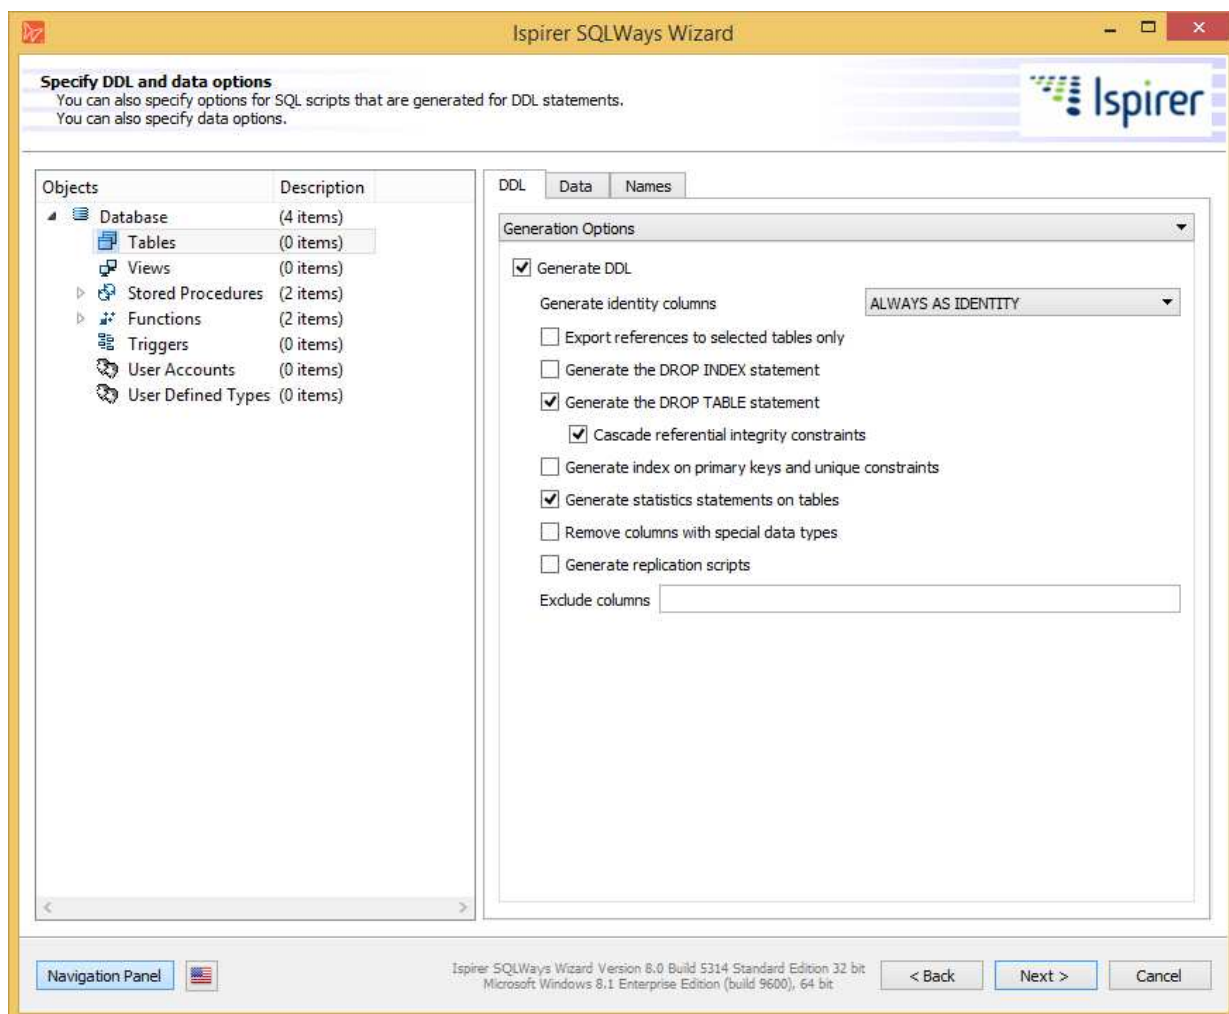 Ispirer SQLWays Wizard
Specify DDL and data options
You can also specify options for SQL scripts that are generated for DDL statements.
You can also specify data options.
Ispirer
Objects Description
Database (4 items)
Tables (0 items)
Views (0 items)
Stored Procedures (2 items)
Functions (2 items)
Triggers (0 items)
User Accounts (0 items)
User Defined Types (0 items)
DDL Data Names
Generation Options
Generate DDL
Generate identity columns ALWAYS AS IDENTITY
Export references to selected tables only
Generate the DROP INDEX statement
Generate the DROP TABLE statement
Cascade referential integrity constraints
Generate index on primary keys and unique constraints
Generate statistics statements on tables
Remove columns with special data types
Generate replication scripts
Exclude columns
Navigation Panel
Ispirer SQLWays Wizard Version 8.0 Build 5314 Standard Edition 32 bit
Microsoft Windows 8.1 Enterprise Edition (build 9600), 64 bit
< Back Next > Cancel